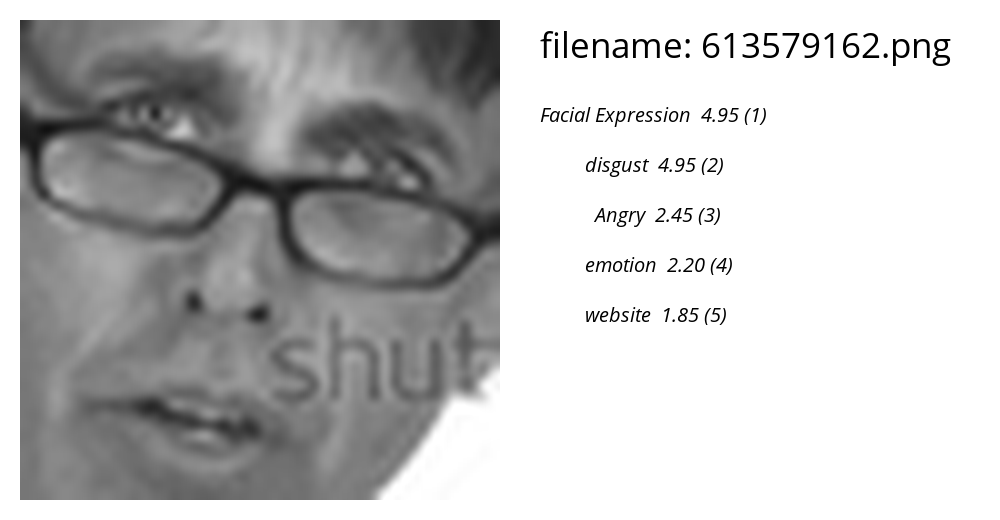 filename: 613579162.png
Facial Expression 4.95 (1)
disgust 4.95 (2)
Angry 2.45 (3)
emotion 2.20 (4)
website 1.85 (5)
shut